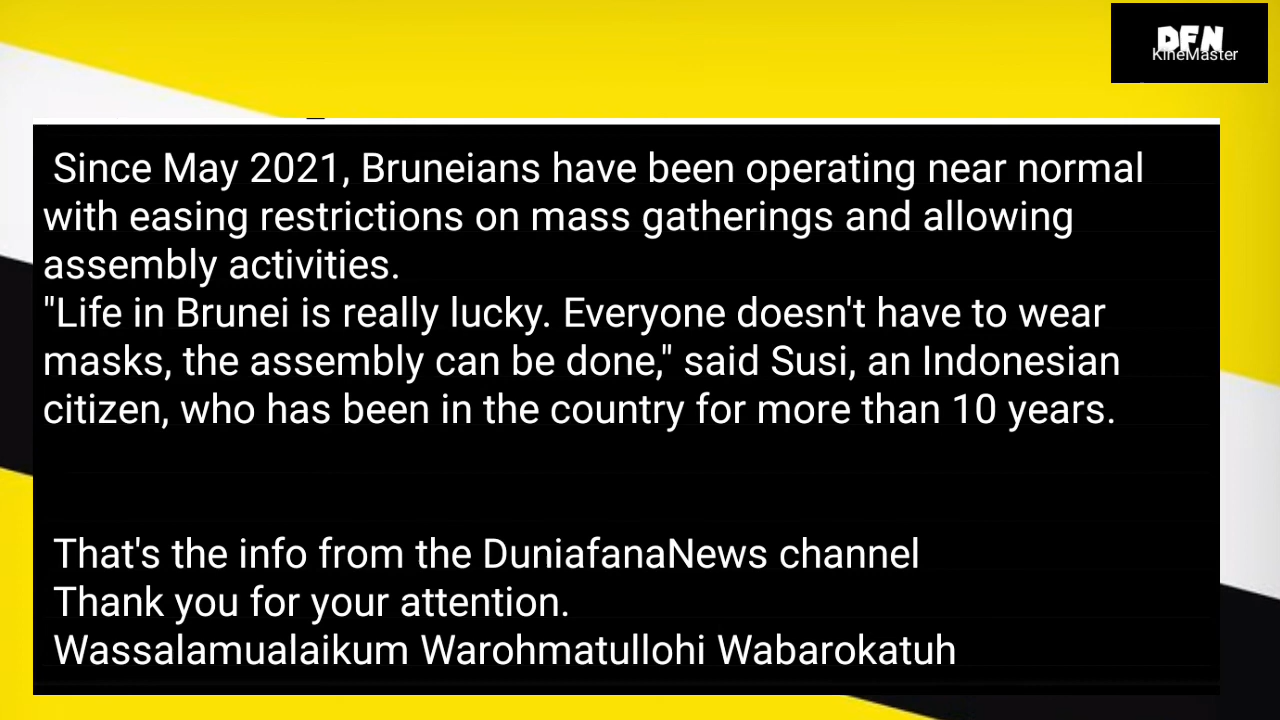 DFN
KineMaster
Since May 2021, Bruneians have been operating near normal
with easing restrictions on mass gatherings and allowing
assembly activities.
"Life in Brunei is really lucky. Everyone doesn't have to wear
masks, the assembly can be done," said Susi, an Indonesian
citizen, who has been in the country for more than 10 years.
That's the info from the DuniafanaNews channel
Thank you for your attention.
Wassalamualaikum Warohmatullohi Wabarokatuh